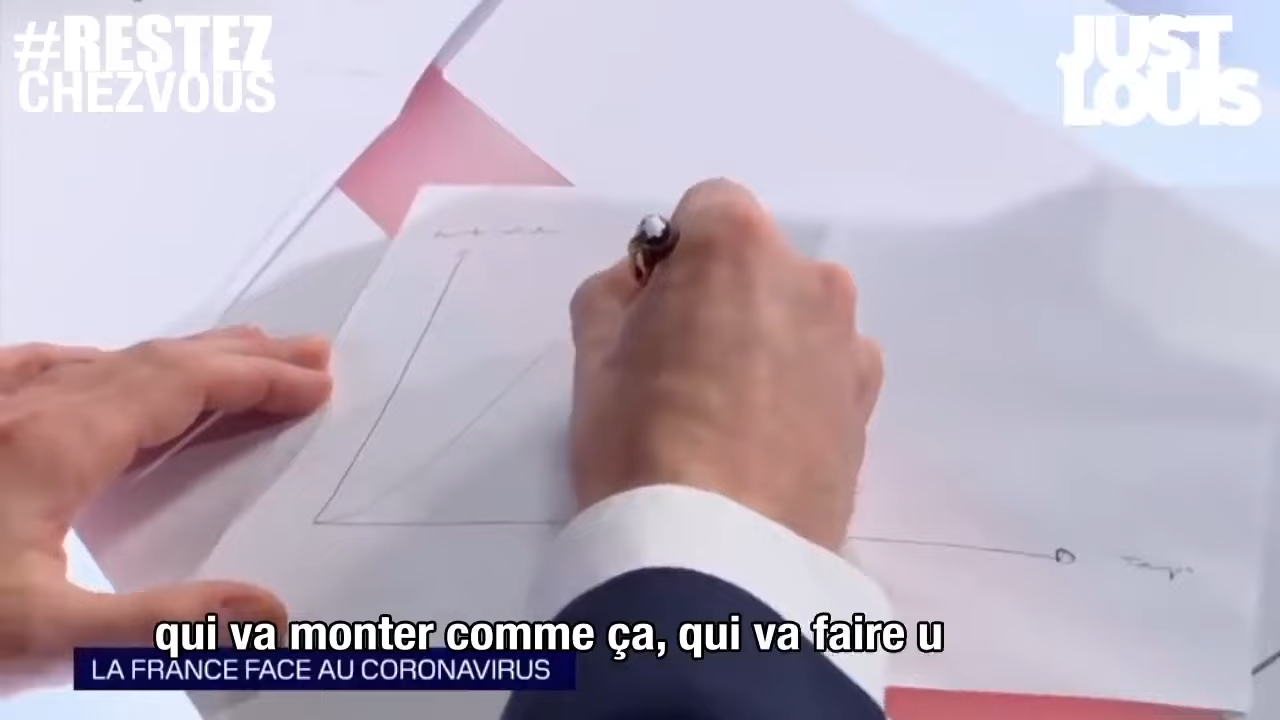 #RESTEZ
CHEZVOUS
JUST
LOUIS
qui va monter comme ça, qui va faire u
LA FRANCE FACE AU CORONAVIRUS